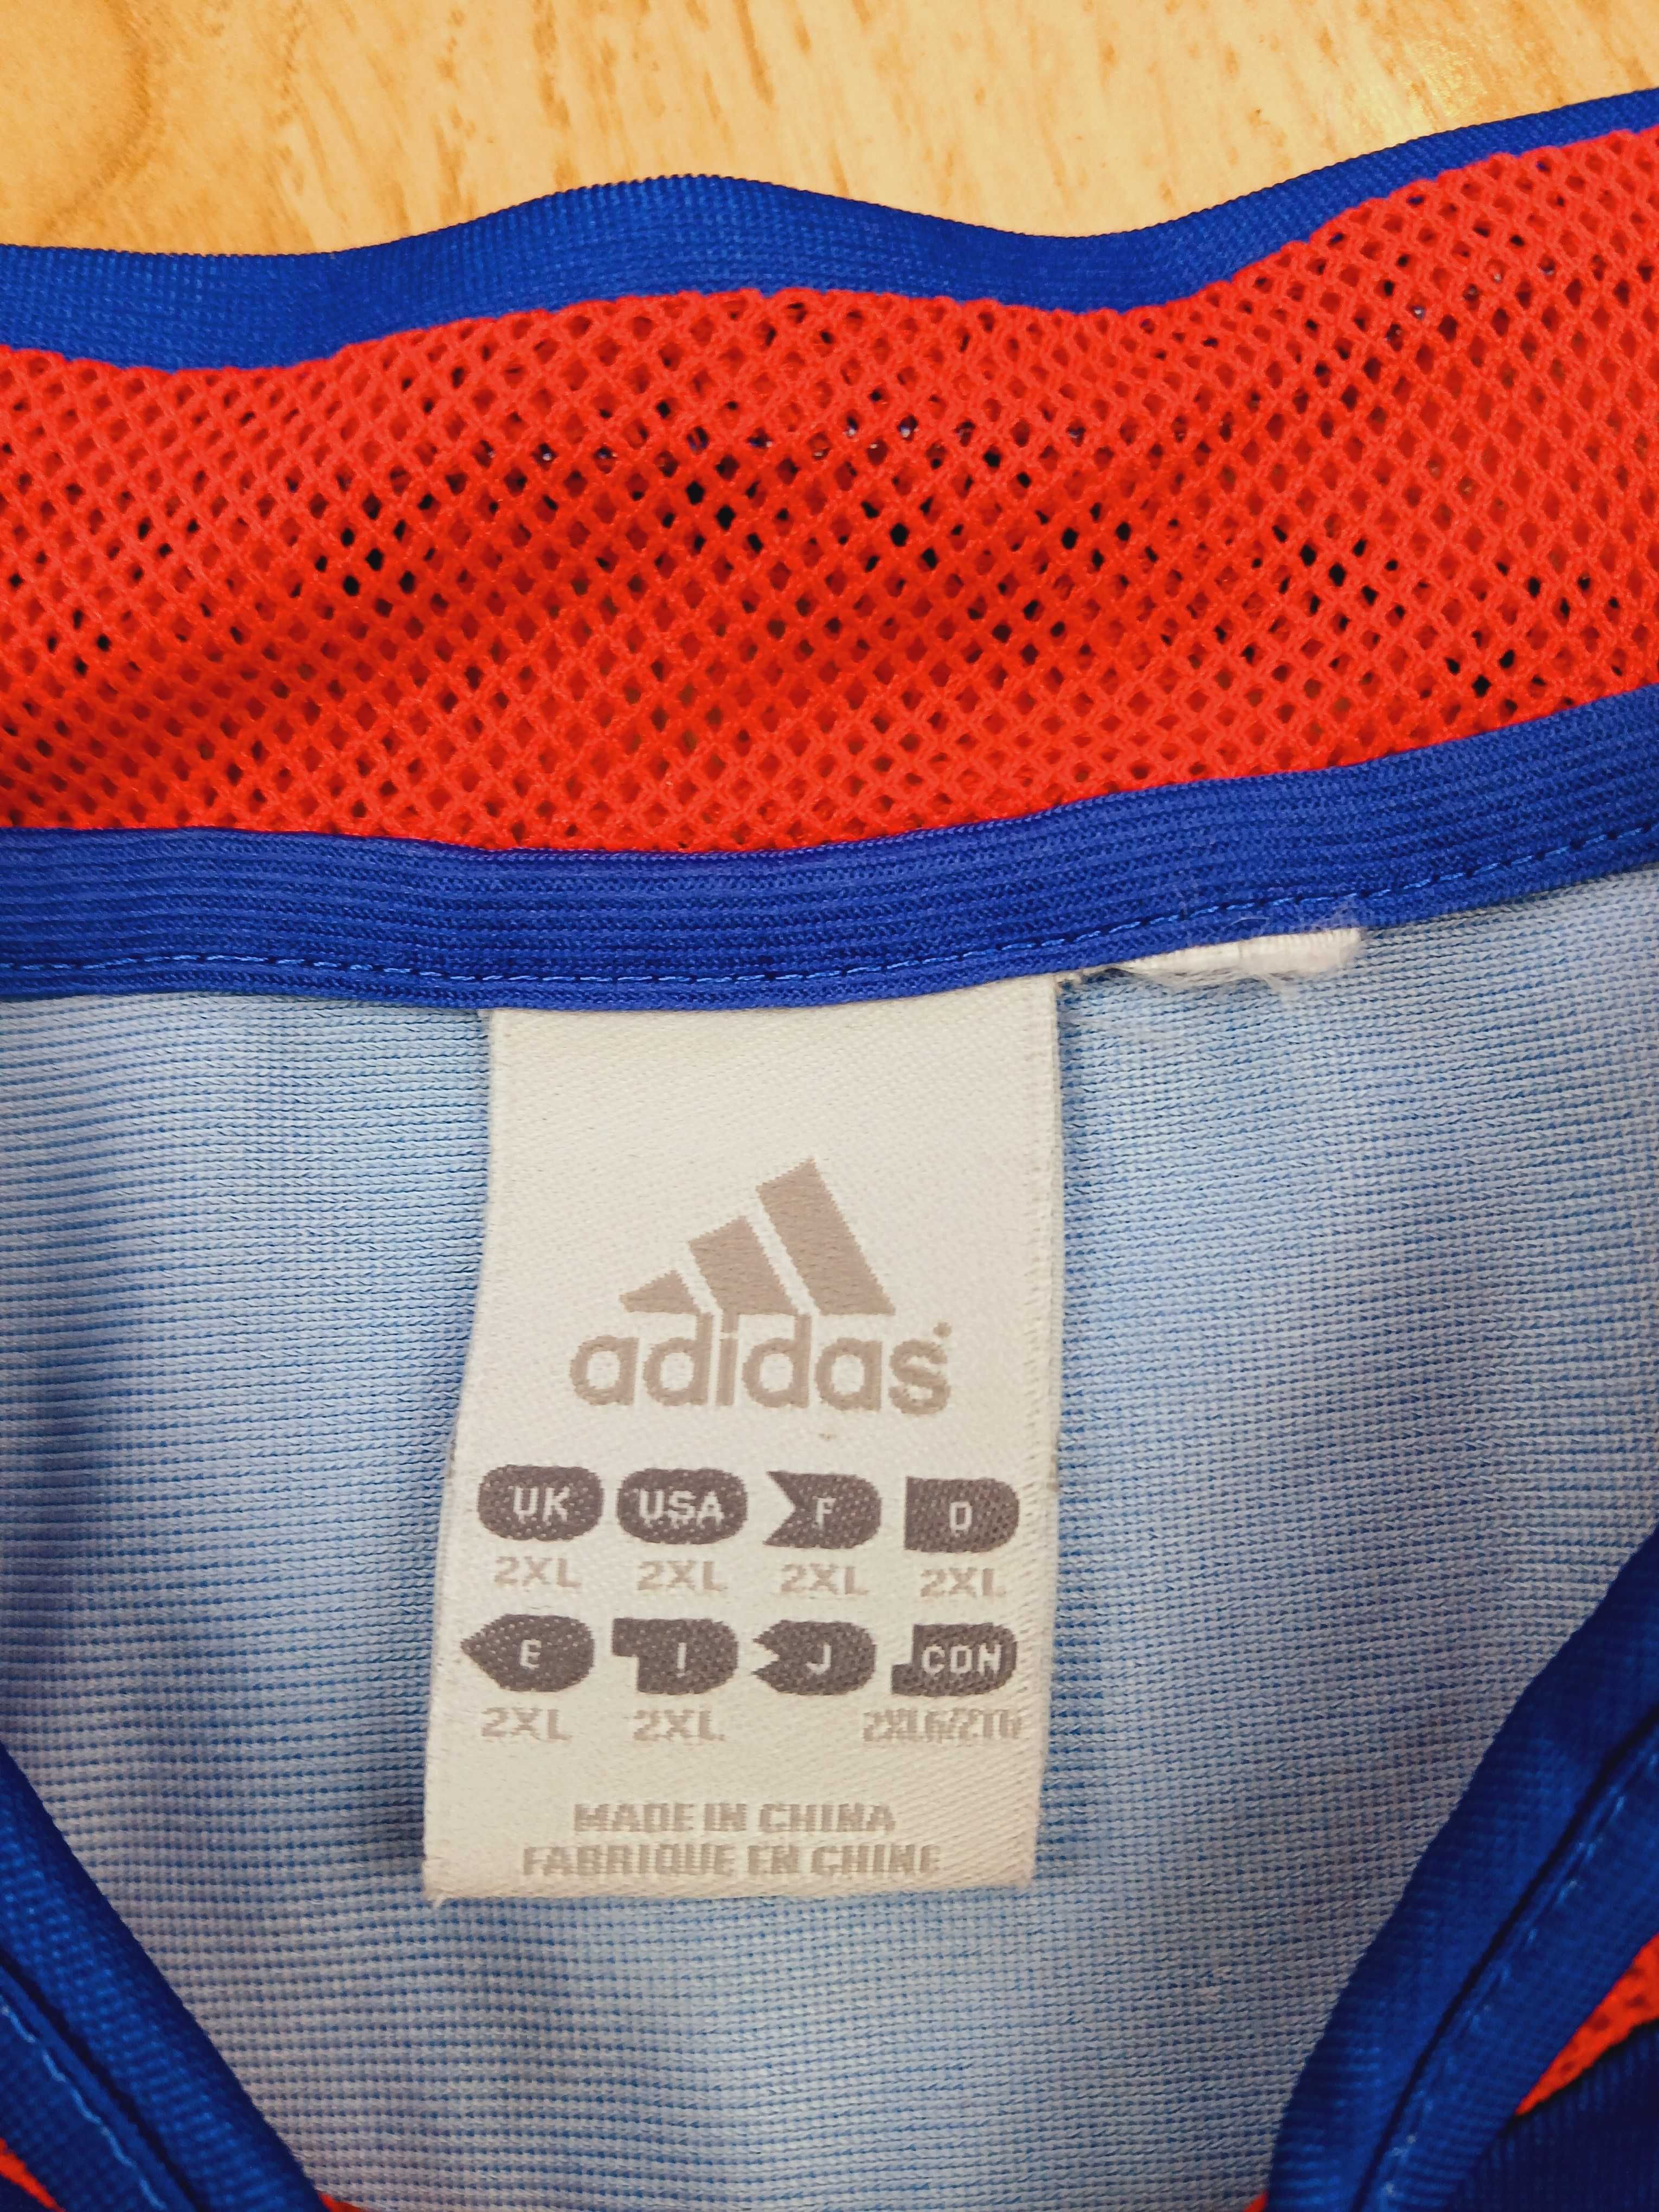 adidas
UK USA F D
2XL 2XL 2XL 2XL
E I J CDN
2XL 2XL
MADE IN CHINA
FABRIQUE EN CHINE